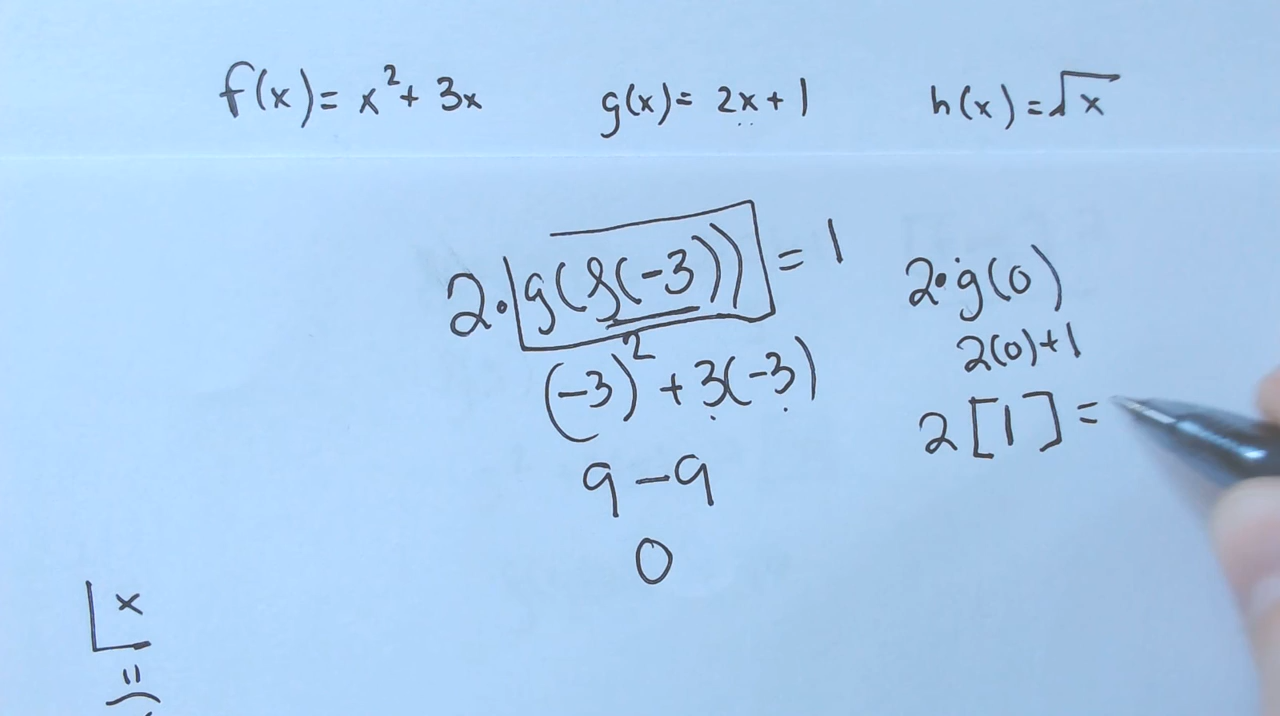 f(x) = x² + 3x g(x) = 2x + 1 h(x) = √x
2 · g(f(-3)) = 1
(-3)² + 3(-3)
9 - 9
0
2 · g(0)
2(0) + 1
2[1] =
x
=